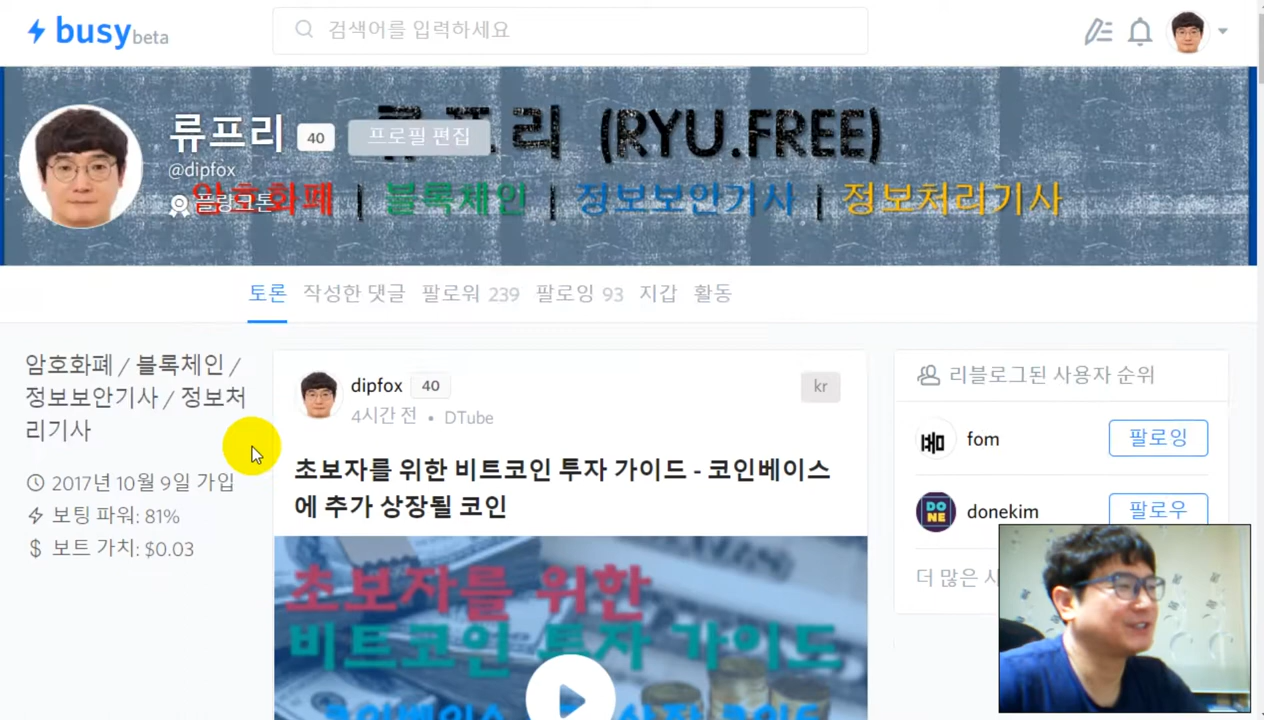 busy beta
검색어를 입력하세요
류프리 40 프로필 편집
류프리 (RYU.FREE)
@dipfox
플랑크톤
암호화폐 | 블록체인 | 정보보안기사 | 정보처리기사
토론 작성한 댓글 팔로워 239 팔로잉 93 지갑 활동
암호화폐 / 블록체인 /
정보보안기사 / 정보처
리기사
2017년 10월 9일 가입
보팅 파워: 81%
$ 보트 가치: $0.03
dipfox 40
kr
4시간 전 • DTube
초보자를 위한 비트코인 투자 가이드 - 코인베이스
에 추가 상장될 코인
초보자를 위한
비트코인 투자 가이드
리블로그된 사용자 순위
fom 팔로잉
DO
NE
donekim 팔로우
더 많은 사